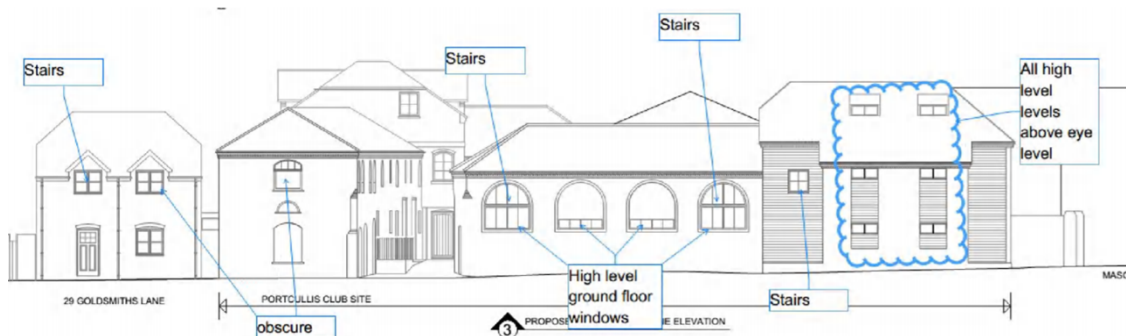 Stairs
Stairs
Stairs
All high
level
levels
above eye
level
29 GOLDSMITHS LANE
PORTCULLIS CLUB SITE
obscure
High level
ground floor
windows
Stairs
3
PROPOSE
E ELEVATION